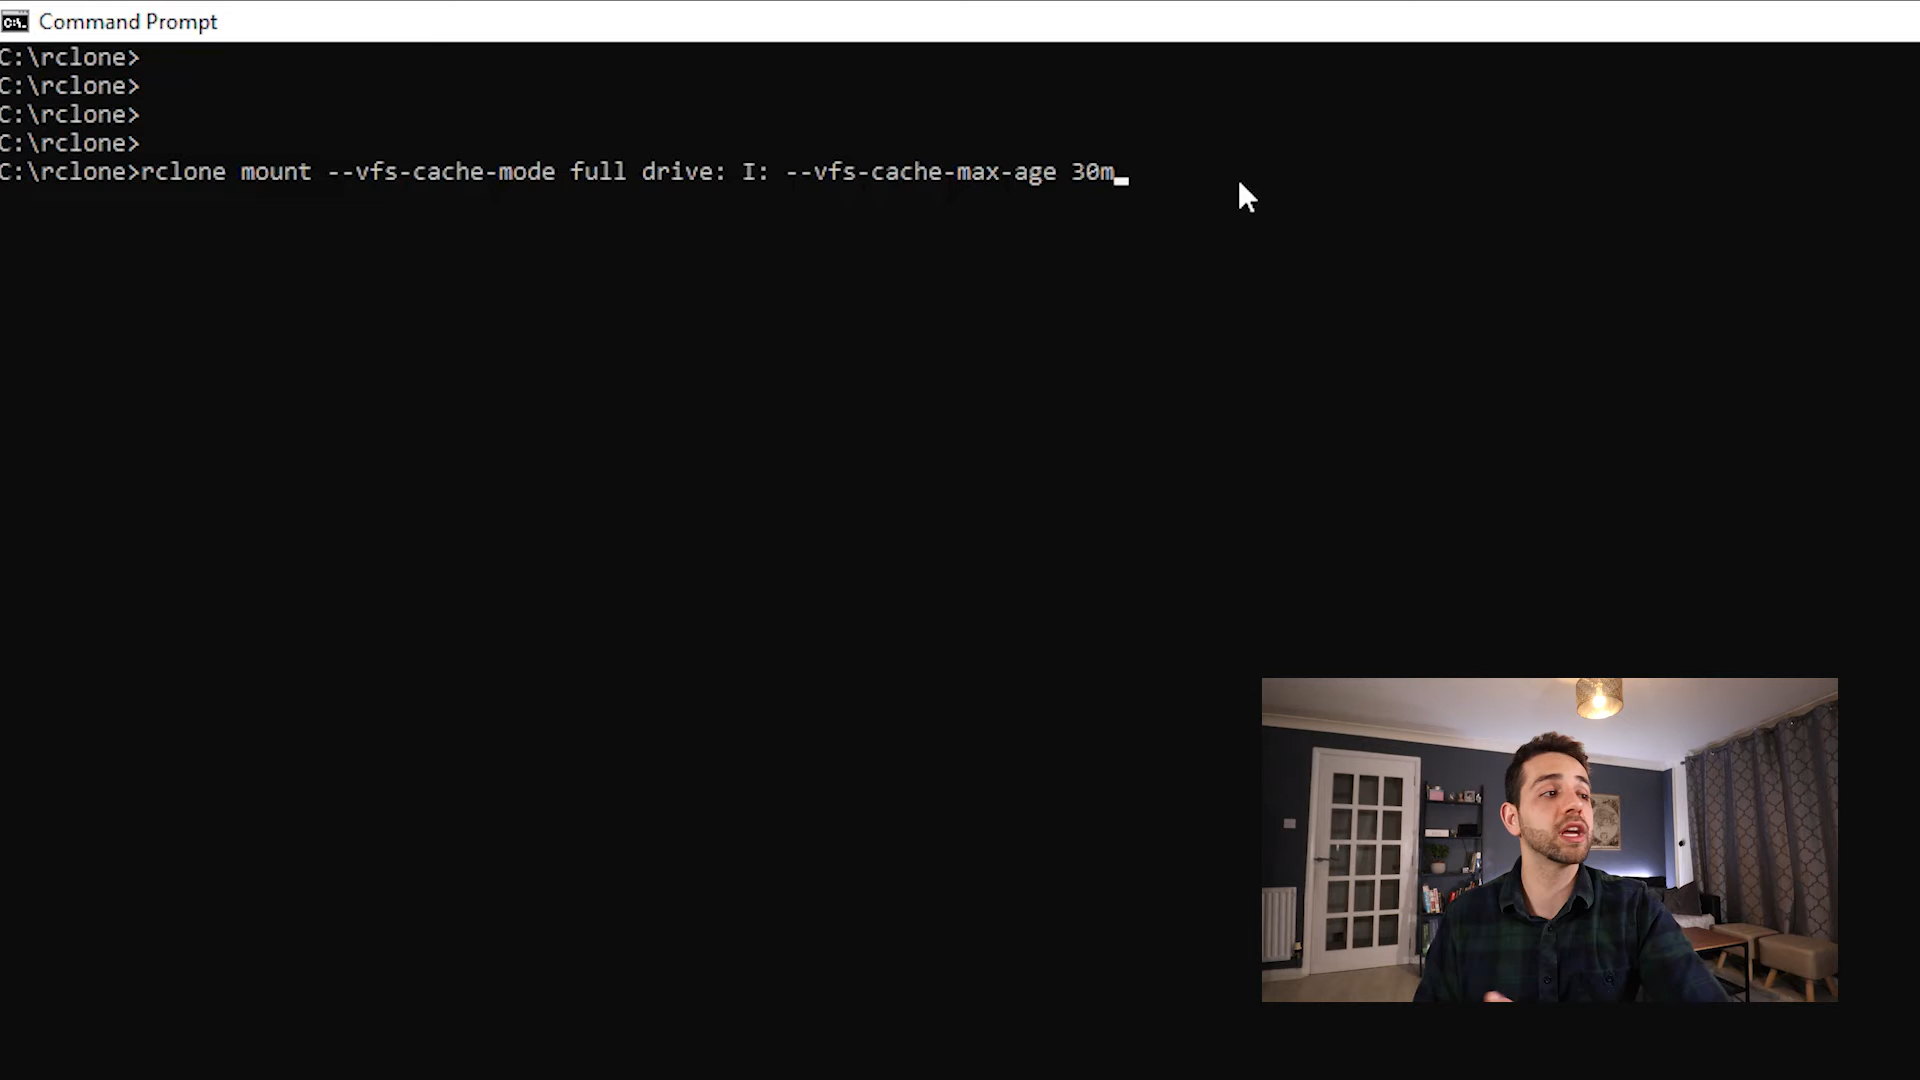 Command Prompt
C:\rclone>
C:\rclone>
C:\rclone>
C:\rclone>
C:\rclone>rclone mount --vfs-cache-mode full drive: I: --vfs-cache-max-age 30m